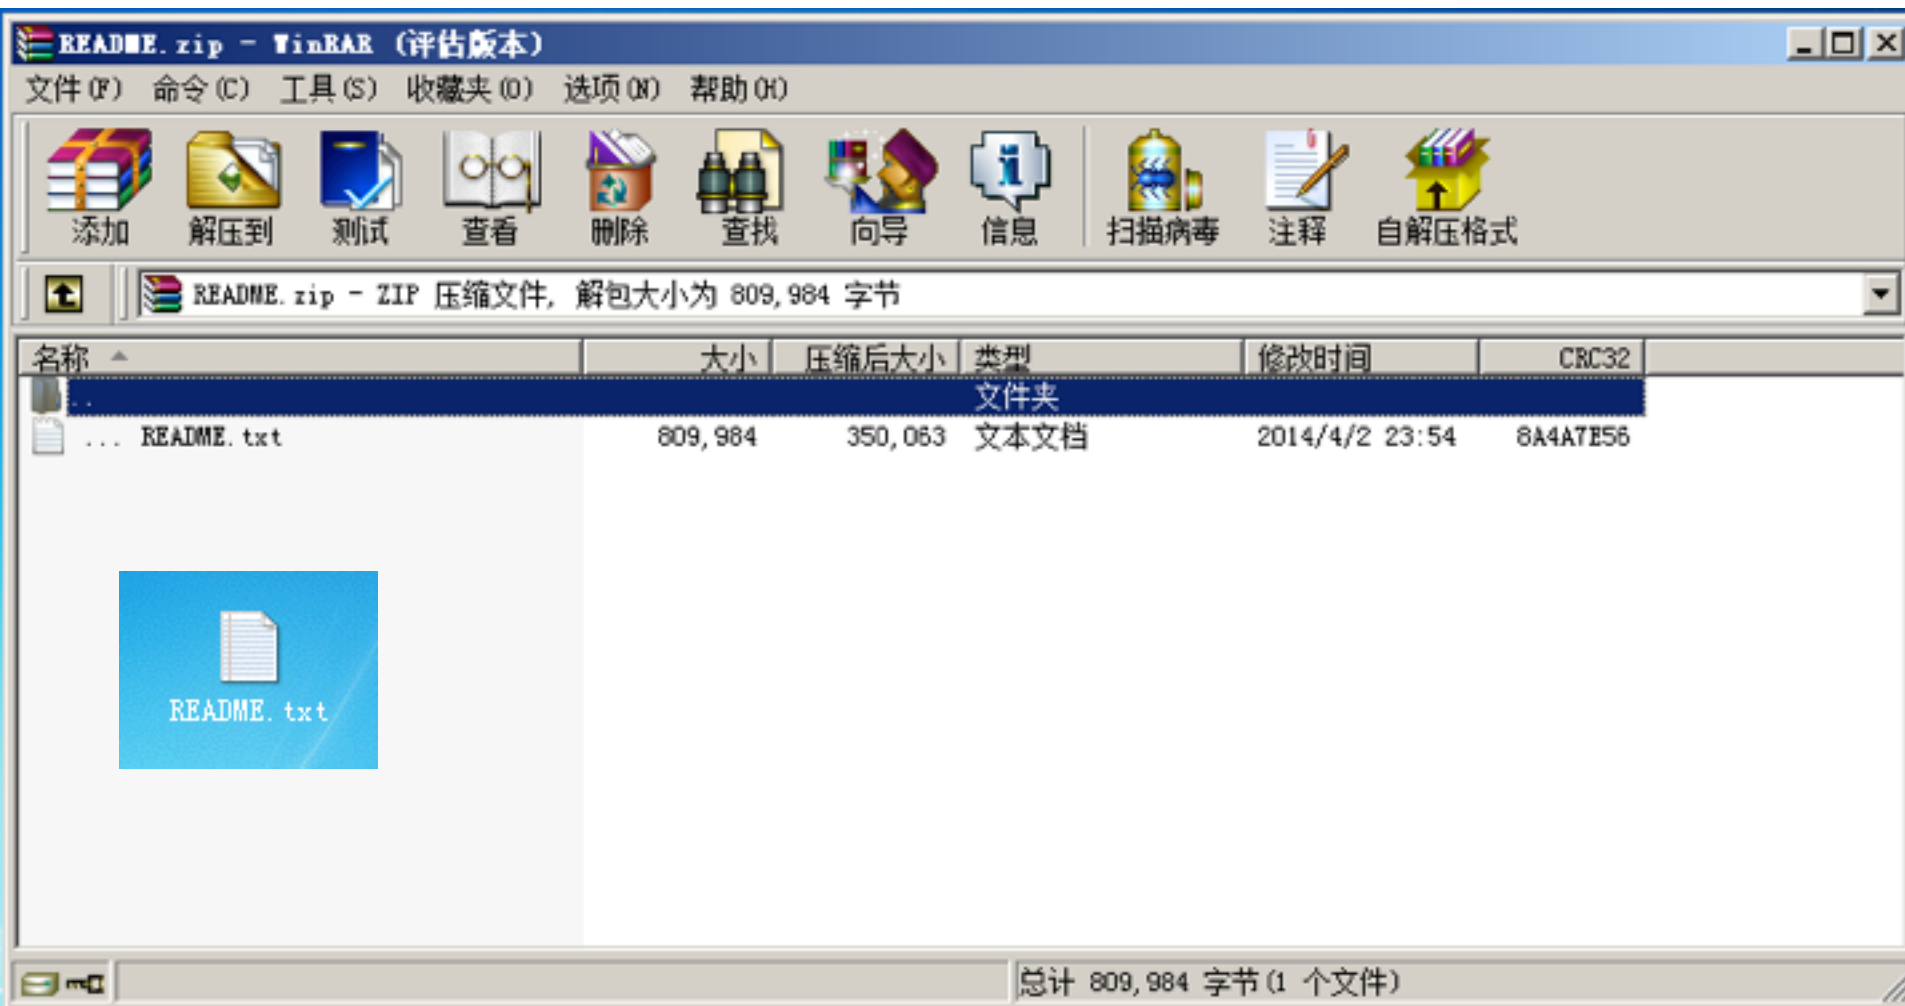 README.zip - WinRAR (评估版本)
文件(F) 命令(C) 工具(S) 收藏夹(O) 选项(N) 帮助(H)
添加 解压到 测试 查看 删除 查找 向导 信息 扫描病毒 注释 自解压格式
README.zip - ZIP 压缩文件, 解包大小为 809,984 字节
名称 大小 压缩后大小 类型 修改时间 CRC32
.. 文件夹
... README.txt 809,984 350,063 文本文档 2014/4/2 23:54 8A4A7E56
README.txt
总计 809,984 字节(1 个文件)